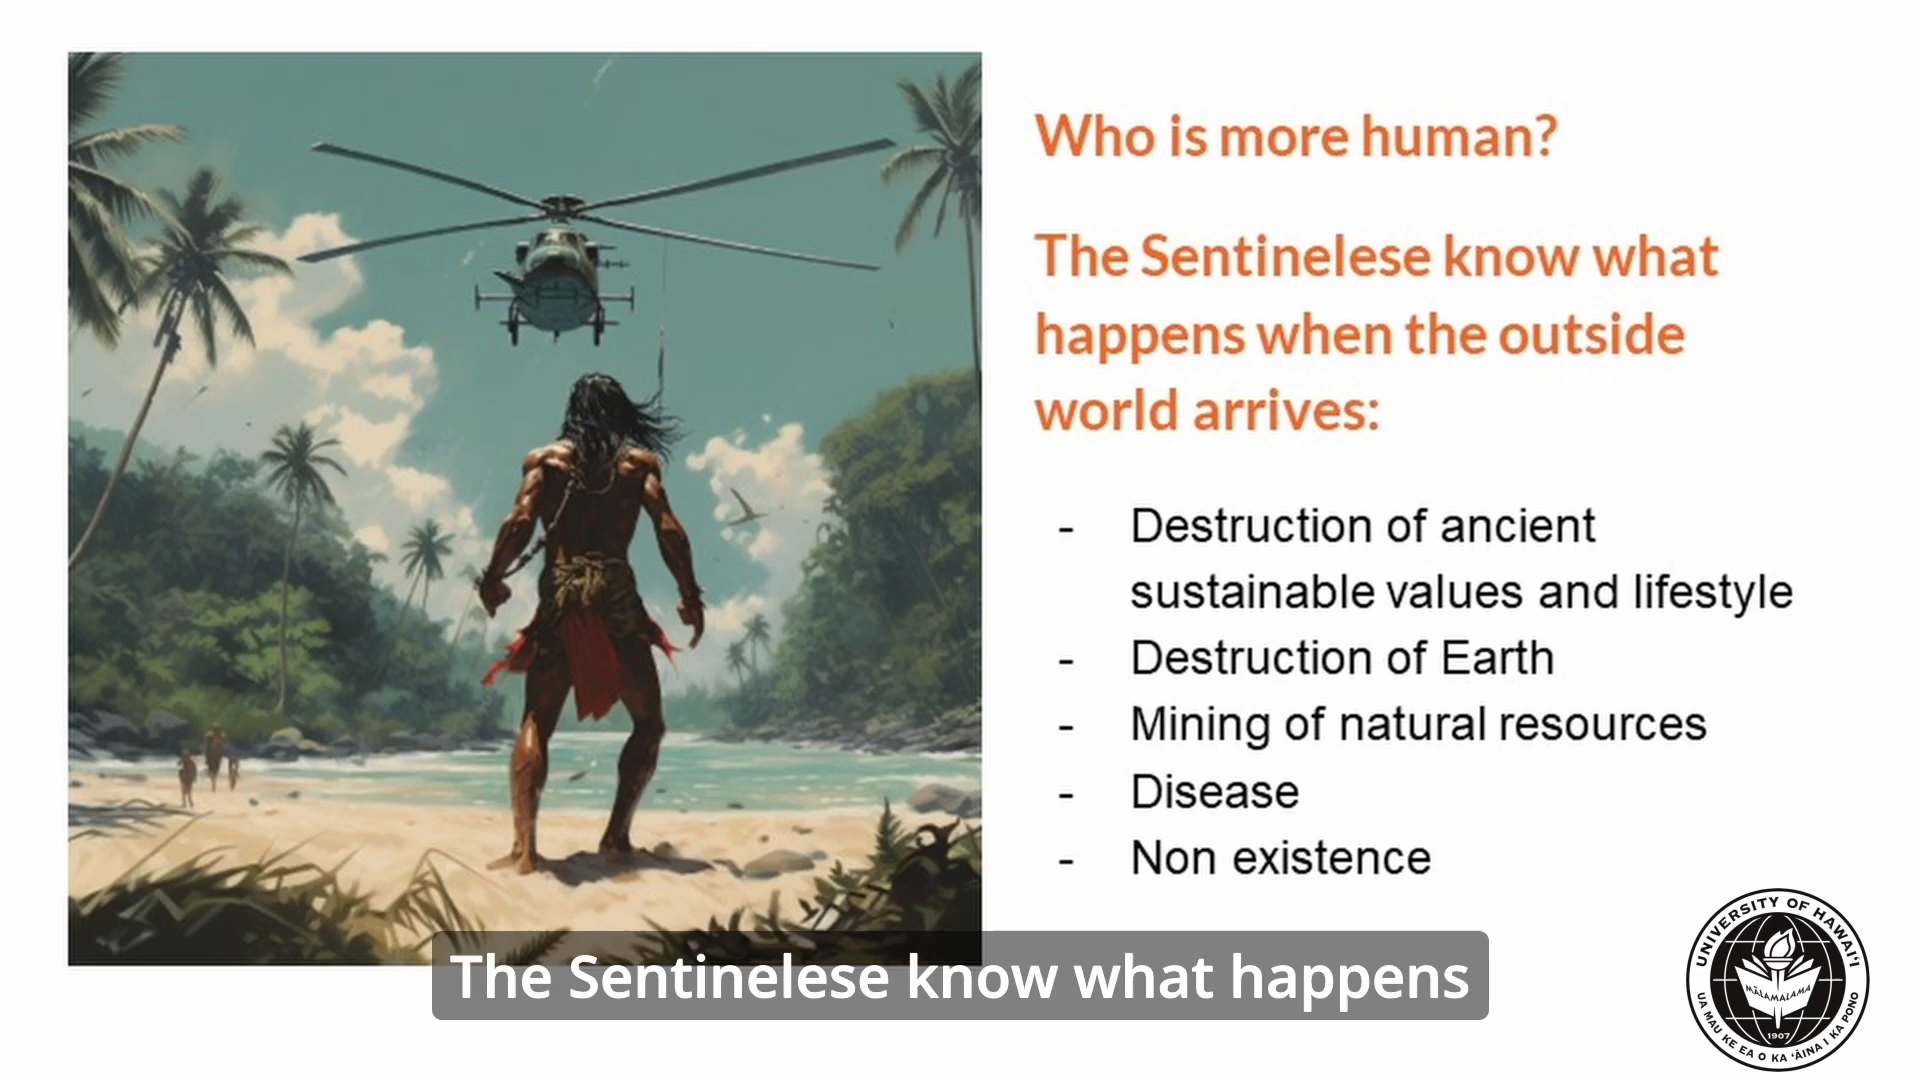 Who is more human?
The Sentinelese know what
happens when the outside
world arrives:
- Destruction of ancient
sustainable values and lifestyle
- Destruction of Earth
- Mining of natural resources
- Disease
- Non existence
The Sentinelese know what happens
UNIVERSITY OF HAWAIʻI
MĀLAMALAMA
1907
UA MAU KE EA O KA ʻĀINA I KA PONO